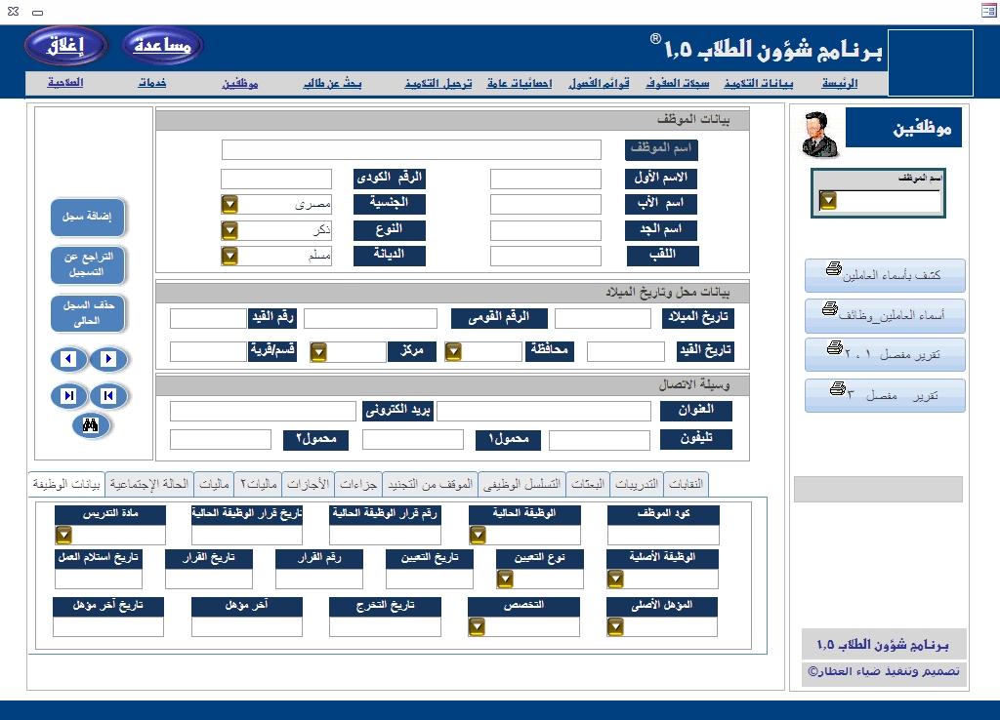 برنامج شؤون الطلاب ١,٥ ®
مساعدة
إغلاق
الرئيسة
بيانات التلاميذ
سجلات الصفوف
قوائم الفصول
احصائيات عامة
ترحيل التلاميذ
بحث عن طالب
موظفين
خدمات
الصلاحية
موظفين
اسم الموظف
كشف بأسماء العاملين
أسماء العاملين_وظائف
تقرير مفصل ١ ، ٢
تقرير مفصل ٣
برنامج شؤون الطلاب ١,٥
تصميم وتنفيذ ضياء العطار©
بيانات الموظف
اسم الموظف
الاسم الأول
الرقم الكودى
اسم الأب
الجنسية
مصرى
اسم الجد
النوع
ذكر
اللقب
الديانة
مسلم
بيانات محل وتاريخ الميلاد
تاريخ الميلاد
الرقم القومى
رقم القيد
تاريخ القيد
محافظة
مركز
قسم/قرية
وسيلة الاتصال
العنوان
بريد الكترونى
تليفون
محمول١
محمول٢
إضافة سجل
التراجع عن
التسجيل
حذف السجل
الحالى
النقابات
التدريبات
البعثات
التسلسل الوظيفى
الموقف من التجنيد
جزاءات
الأجازات
ماليات٢
ماليات
الحالة الإجتماعية
بيانات الوظيفة
كود الموظف
الوظيفة الحالية
رقم قرار الوظيفة الحالية
تاريخ قرار الوظيفة الحالية
مادة التدريس
الوظيفة الأصلية
نوع التعيين
تاريخ التعيين
رقم القرار
تاريخ القرار
تاريخ استلام العمل
المؤهل الأصلى
التخصص
تاريخ التخرج
آخر مؤهل
تاريخ آخر مؤهل